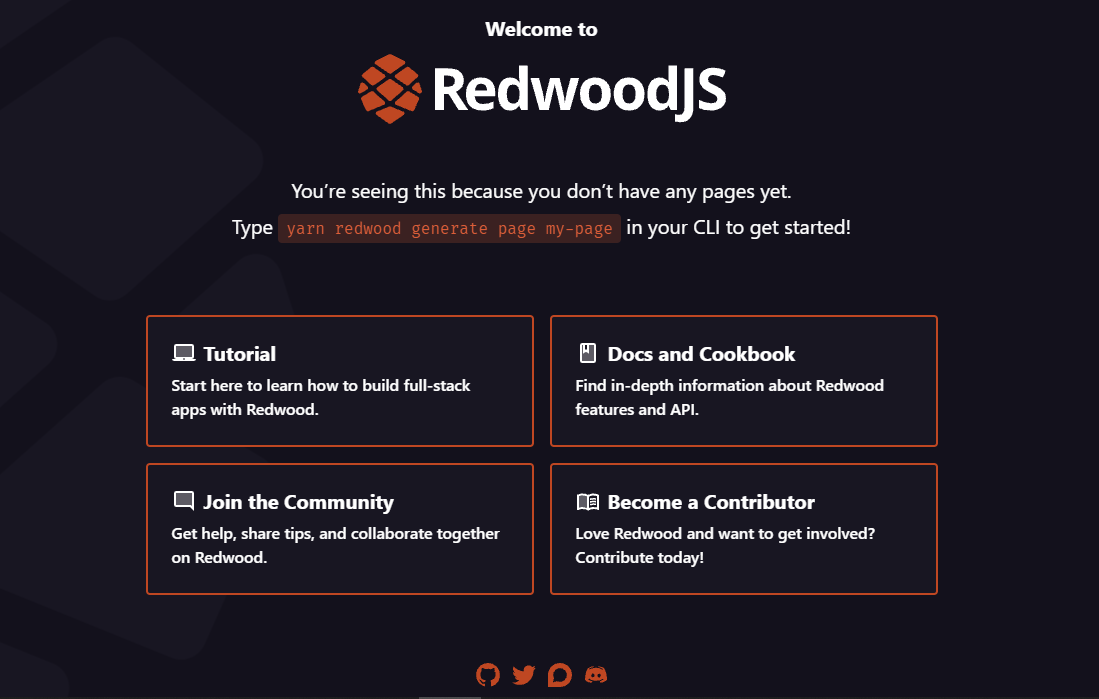 Welcome to
RedwoodJS
You’re seeing this because you don’t have any pages yet.
Type yarn redwood generate page my-page in your CLI to get started!
Tutorial
Start here to learn how to build full-stack
apps with Redwood.
Docs and Cookbook
Find in-depth information about Redwood
features and API.
Join the Community
Get help, share tips, and collaborate together
on Redwood.
Become a Contributor
Love Redwood and want to get involved?
Contribute today!